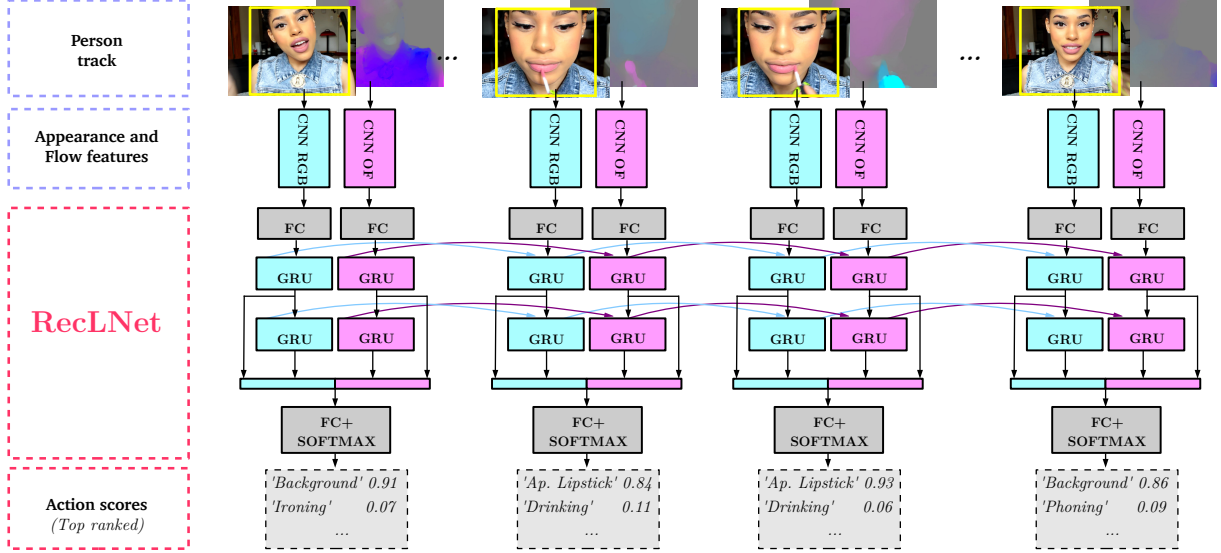 Person
track
... ... ...
Appearance and
Flow features
CNN RGB CNN OF CNN RGB CNN OF CNN RGB CNN OF CNN RGB CNN OF
FC FC FC FC FC FC FC FC
GRU GRU GRU GRU GRU GRU GRU GRU
RecLNet
GRU GRU GRU GRU GRU GRU GRU GRU
FC+ FC+ FC+ FC+
SOFTMAX SOFTMAX SOFTMAX SOFTMAX
Action scores
(Top ranked)
'Background' 0.91
'Ironing' 0.07
...
'Ap. Lipstick' 0.84
'Drinking' 0.11
...
'Ap. Lipstick' 0.93
'Drinking' 0.06
...
'Background' 0.86
'Phoning' 0.09
...